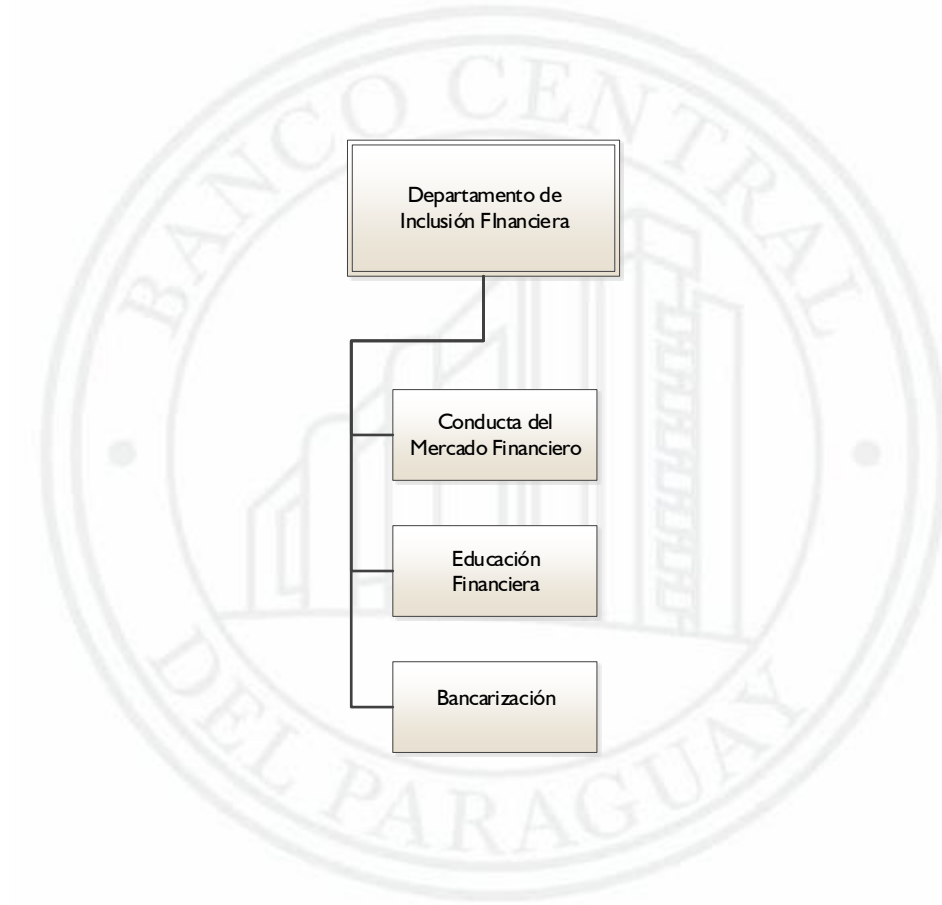 BANCO CENTRAL
DEL PARAGUAY
Departamento de
Inclusión FInanciera
Conducta del
Mercado Financiero
Educación
Financiera
Bancarización